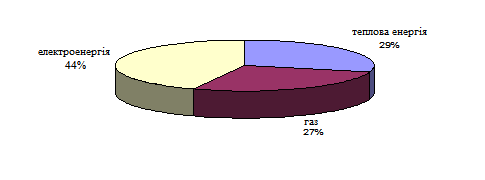 теплова енергія
29%
електроенергія
44%
газ
27%